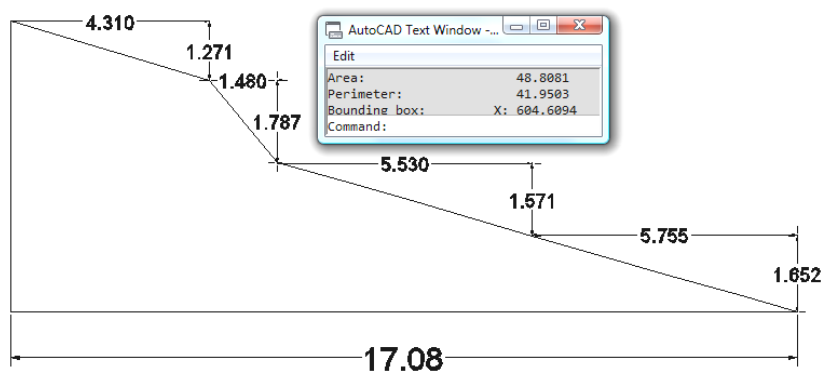 4.310
1.271
1.480
1.787
5.530
1.571
5.755
1.652
17.08
AutoCAD Text Window -...
Edit
Area: 48.8081
Perimeter: 41.9503
Bounding box: X: 604.6094
Command: